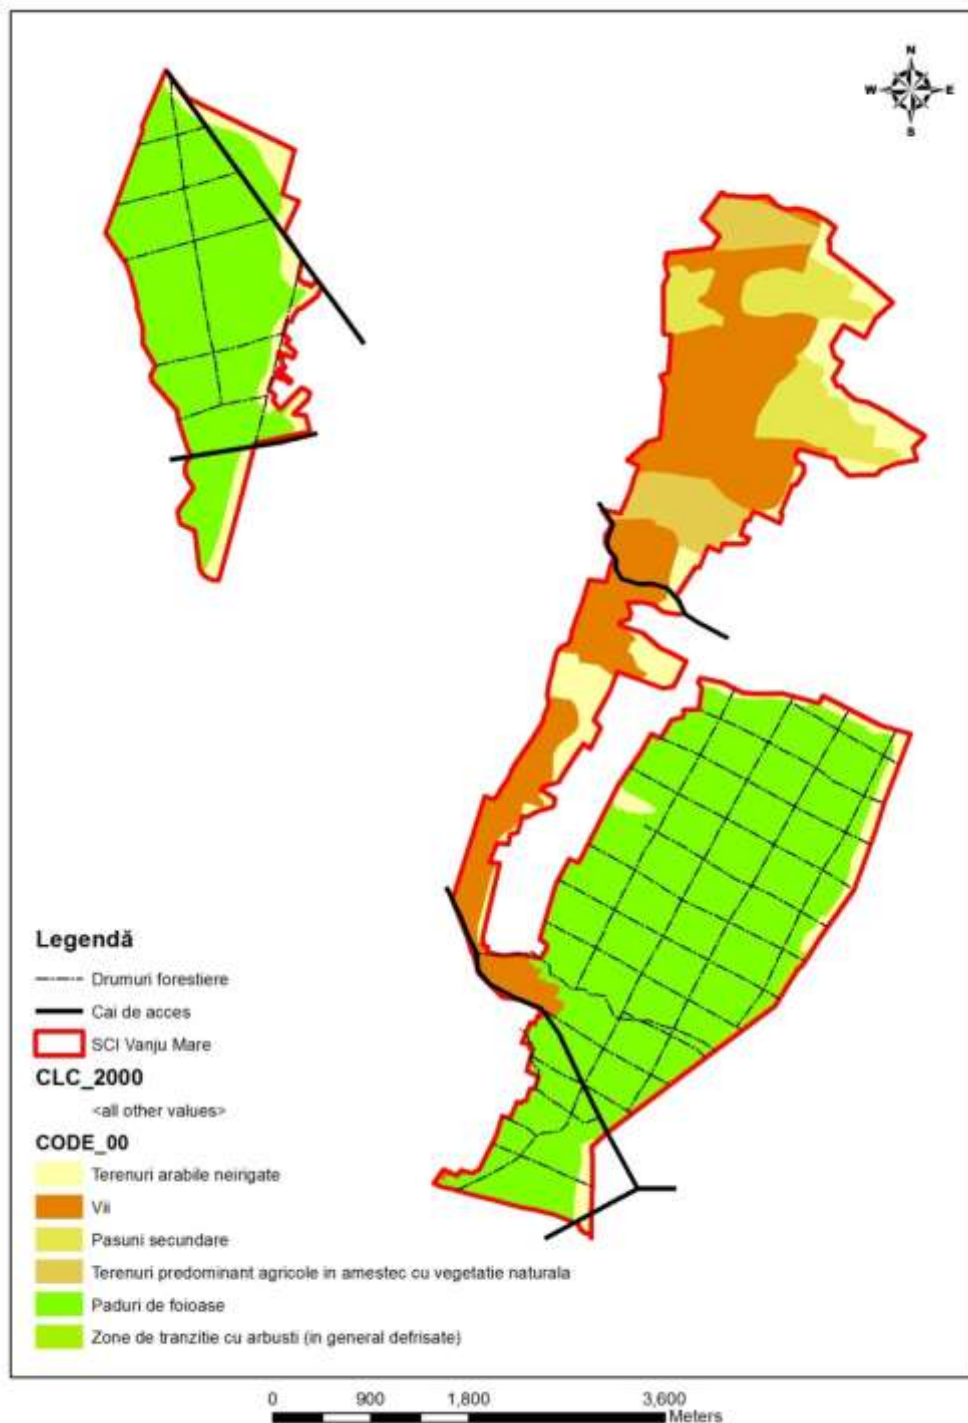 N
W E
S
Legendă
Drumuri forestiere
Cai de acces
SCI Vanju Mare
CLC_2000
<all other values>
CODE_00
Terenuri arabile neirigate
Vii
Pasuni secundare
Terenuri predominant agricole in amestec cu vegetatie naturala
Paduri de foioase
Zone de tranzitie cu arbusti (in general defrisate)
0 900 1,800 3,600
Meters